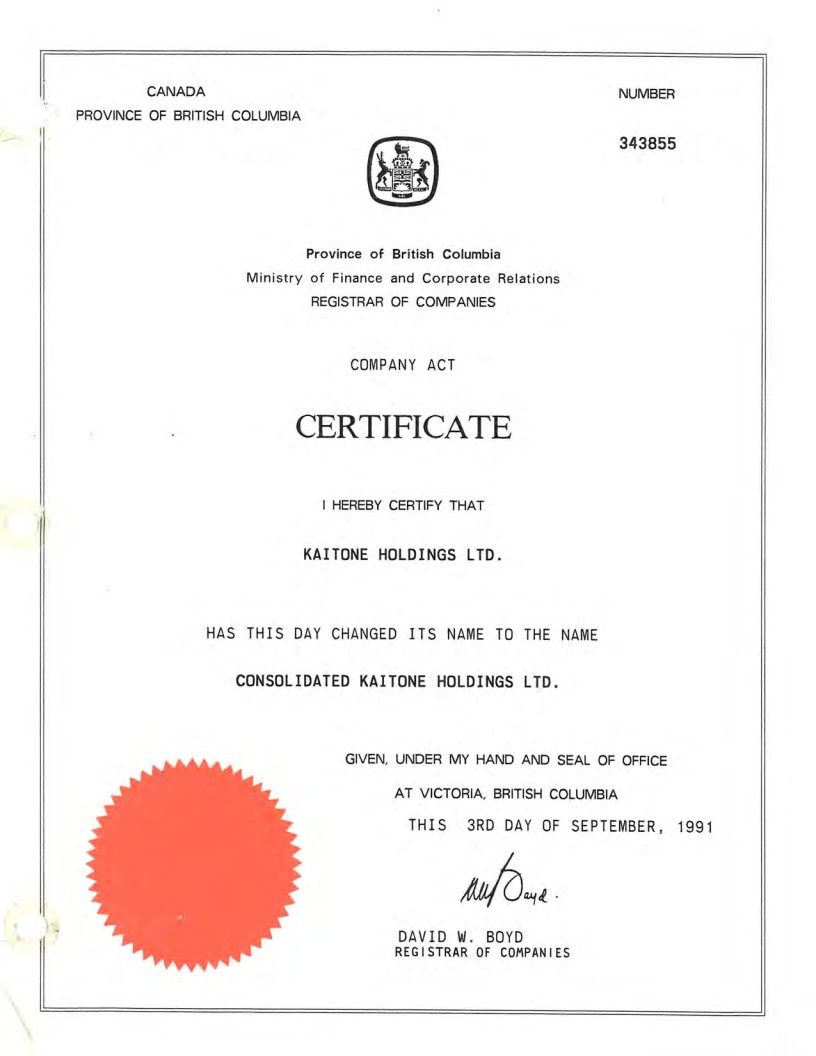 CANADA
PROVINCE OF BRITISH COLUMBIA
NUMBER
343855
Province of British Columbia
Ministry of Finance and Corporate Relations
REGISTRAR OF COMPANIES
COMPANY ACT
CERTIFICATE
I HEREBY CERTIFY THAT
KAITONE HOLDINGS LTD.
HAS THIS DAY CHANGED ITS NAME TO THE NAME
CONSOLIDATED KAITONE HOLDINGS LTD.
GIVEN, UNDER MY HAND AND SEAL OF OFFICE
AT VICTORIA, BRITISH COLUMBIA
THIS 3RD DAY OF SEPTEMBER, 1991
DAVID W. BOYD
REGISTRAR OF COMPANIES